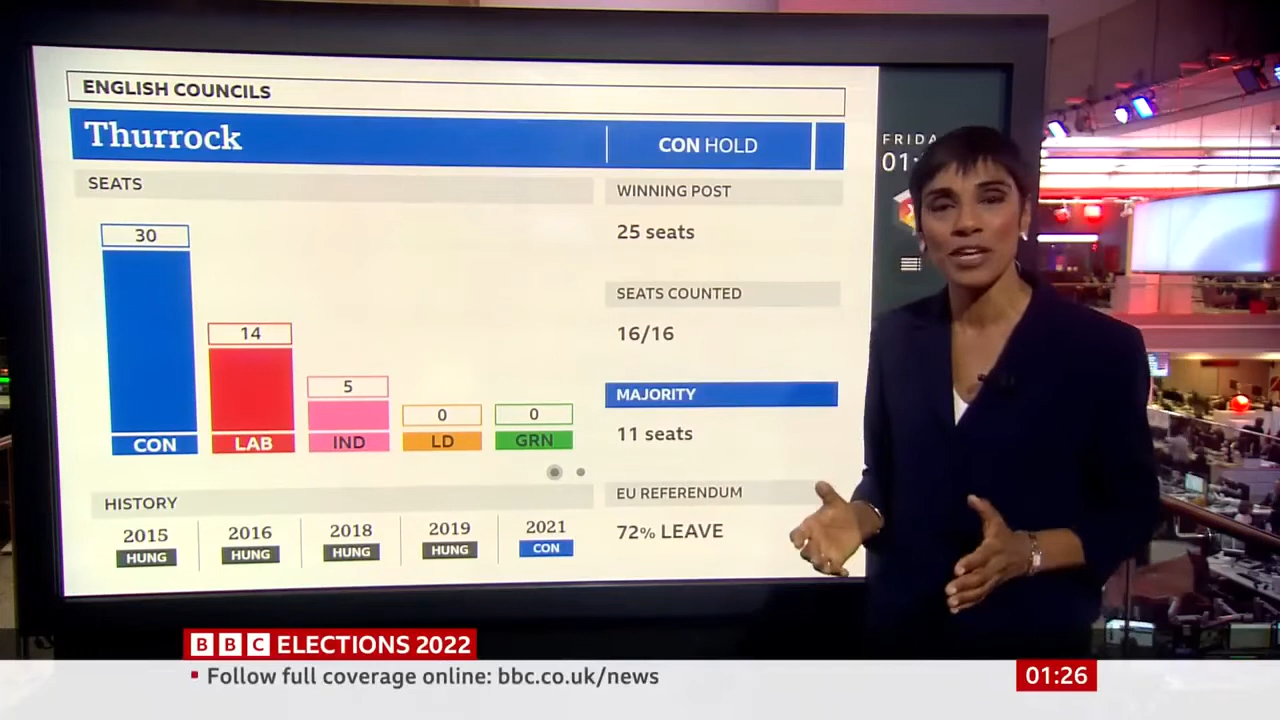 ENGLISH COUNCILS
Thurrock
CON HOLD
SEATS
30
14
5
0
0
CON
LAB
IND
LD
GRN
HISTORY
2015
2016
2018
2019
2021
HUNG
HUNG
HUNG
HUNG
CON
WINNING POST
25 seats
SEATS COUNTED
16/16
MAJORITY
11 seats
EU REFERENDUM
72% LEAVE
BBC ELECTIONS 2022
Follow full coverage online: bbc.co.uk/news
01:26